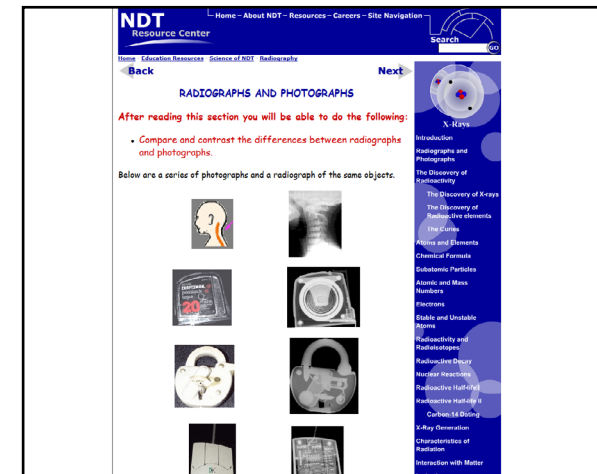 NDT
Resource Center
Home – About NDT – Resources – Careers – Site Navigation
Search
GO
Home Education Resources Science of NDT Radiography
Back
Next
RADIOGRAPHS AND PHOTOGRAPHS
After reading this section you will be able to do the following:
• Compare and contrast the differences between radiographs
and photographs.
Below are a series of photographs and a radiograph of the same objects.
CRAFTSMAN
20
X-Rays
Introduction
Radiographs and
Photographs
The Discovery of
Radioactivity
The Discovery of X-rays
The Discovery of
Radioactive elements
The Curies
Atoms and Elements
Chemical Formula
Subatomic Particles
Atomic and Mass
Numbers
Electrons
Stable and Unstable
Atoms
Radioactivity and
Radioisotopes
Radioactive Decay
Nuclear Reactions
Radioactive Half-life I
Radioactive Half-life II
Carbon-14 Dating
X-Ray Generation
Characteristics of
Radiation
Interaction with Matter